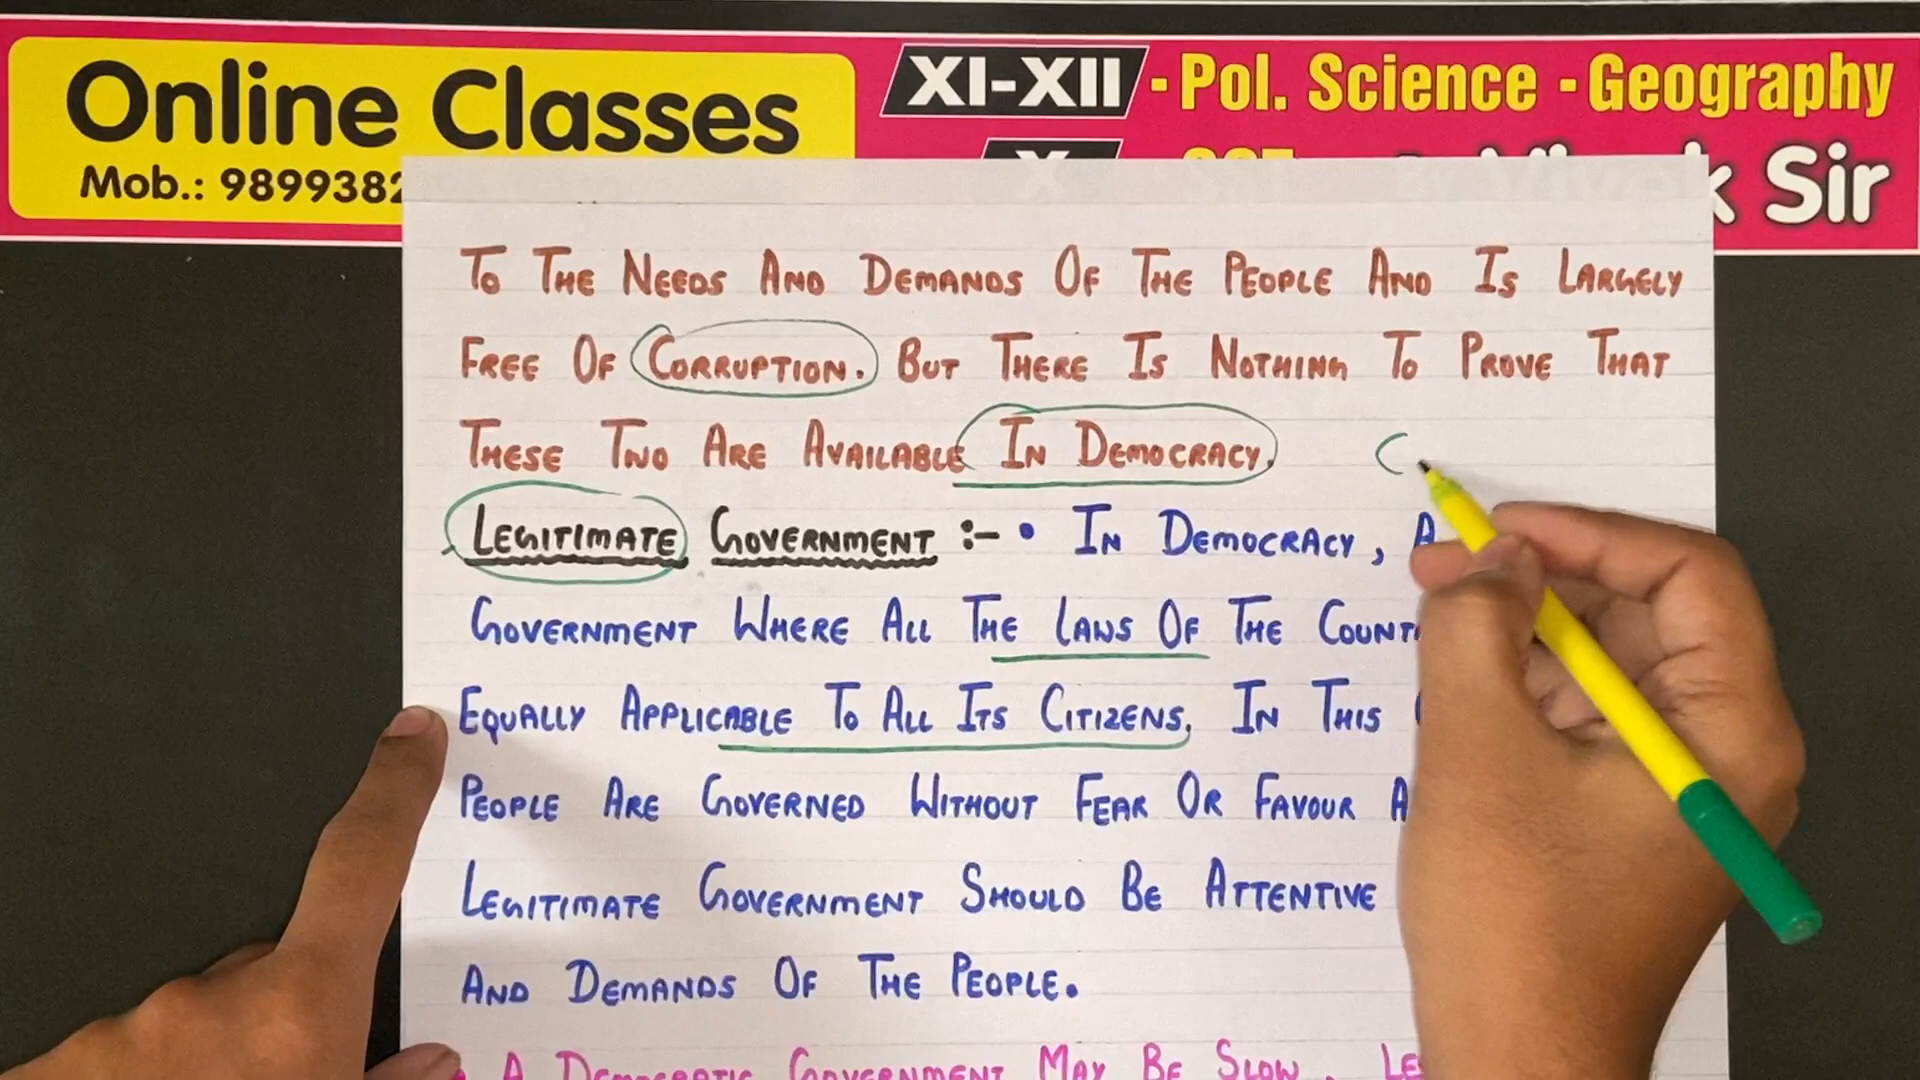 Online Classes
XI-XII - Pol. Science - Geography
Mob.: 989938
Sir
To The Needs And Demands Of The People And Is Largely
Free Of Corruption. But There Is Nothing To Prove That
These Two Are Available In Democracy.
Legitimate Government :- • In Democracy, A
Government Where All The Laws Of The
Equally Applicable To All Its Citizens. In This
People Are Governed Without Fear Or Favour
Legitimate Government Should Be Attentive
And Demands Of The People.
A Democratic Government May Be Slow,